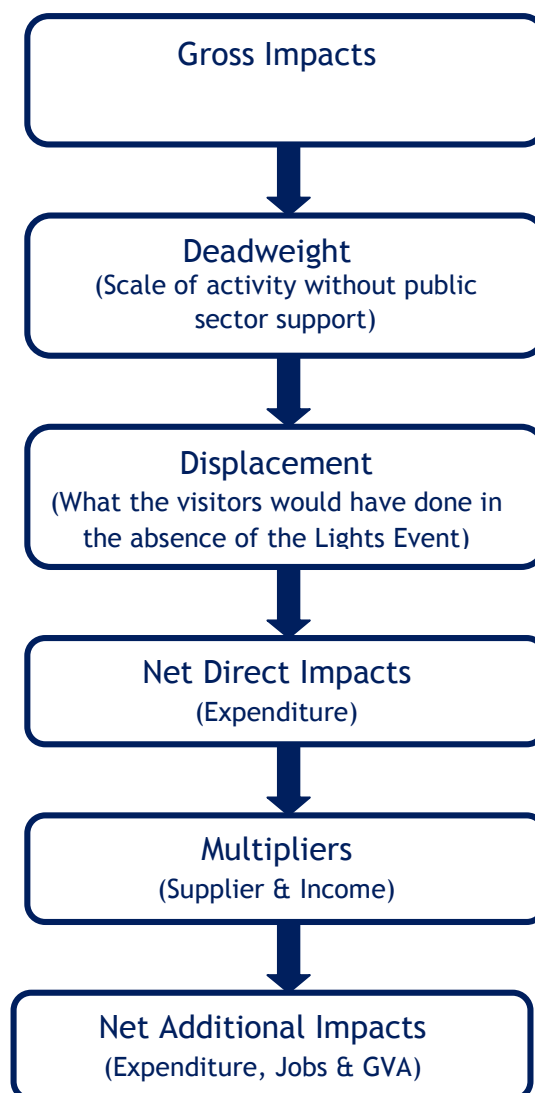 Gross Impacts
Deadweight
(Scale of activity without public
sector support)
Displacement
(What the visitors would have done in
the absence of the Lights Event)
Net Direct Impacts
(Expenditure)
Multipliers
(Supplier & Income)
Net Additional Impacts
(Expenditure, Jobs & GVA)